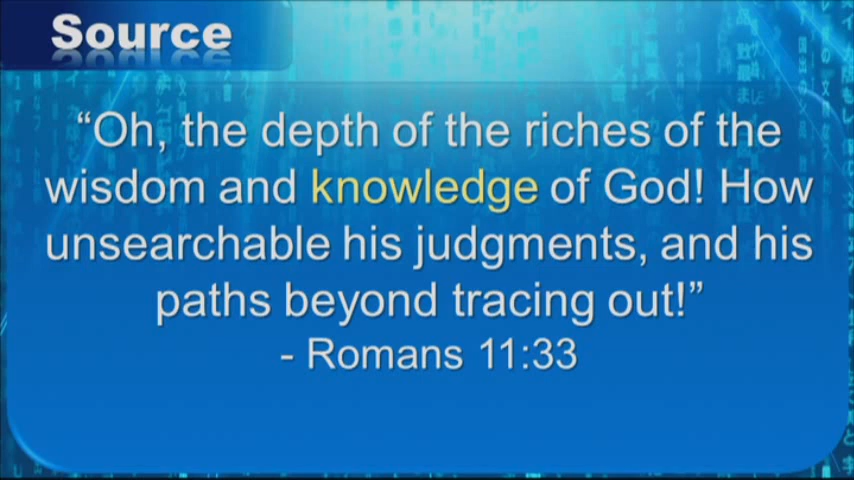 Source
“Oh, the depth of the riches of the
wisdom and knowledge of God! How
unsearchable his judgments, and his
paths beyond tracing out!”
- Romans 11:33